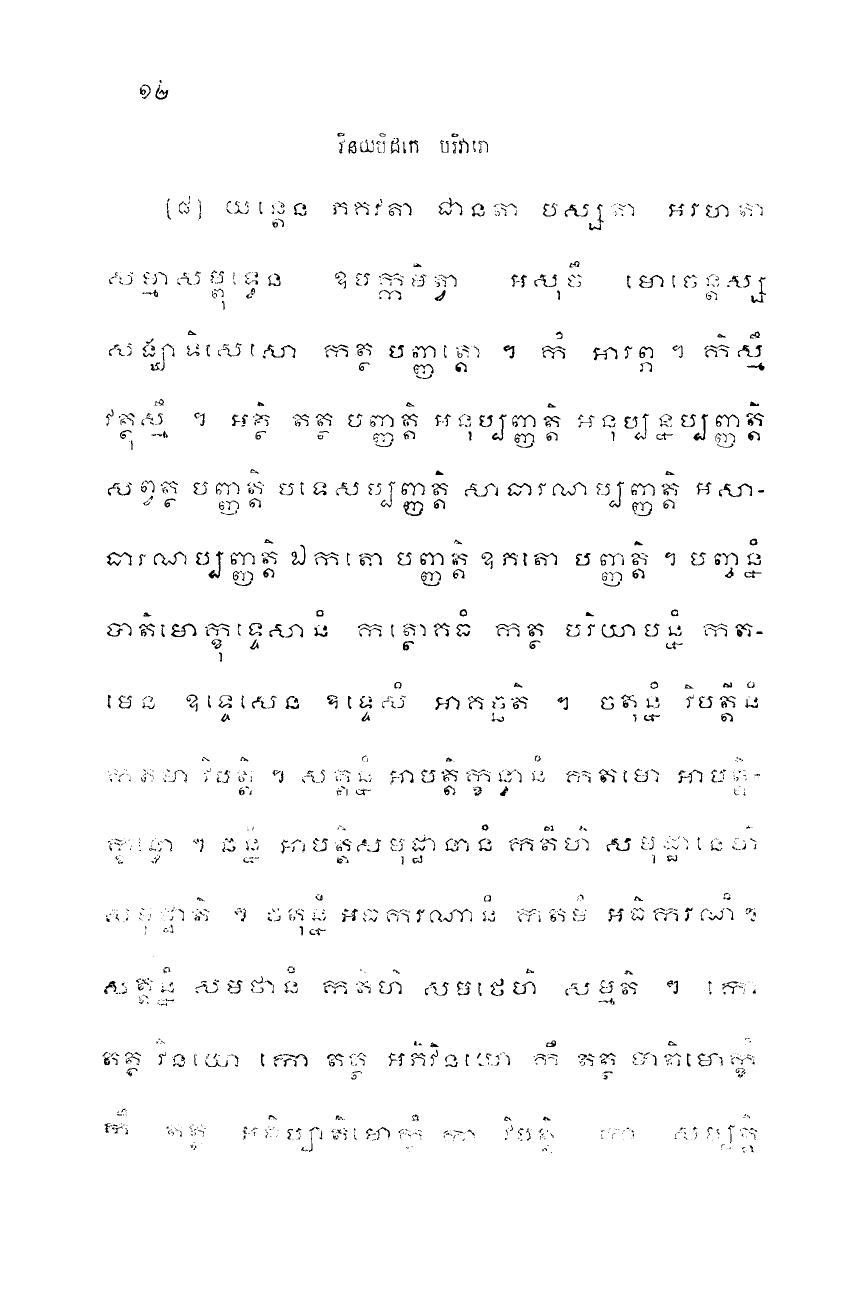 ១២
វិនយបិដកេ បរិវារោ
[៨] យន្តេន ភគវតា ជានតា បស្សតា អរហតា
សម្មាសម្ពុទ្ធេន ឧបក្កមិត្វា អសុចឹ មោចេន្តស្ស
សង្ឃាទិសេសោ កត្ថ បញ្ញត្តោ ។ កំ អារព្ភ ។ កិស្មឹ
វត្ថុស្មឹ ។ អត្ថិ តត្ថ បញ្ញត្តិ អនុប្បញ្ញត្តិ អនុប្បន្នប្បញ្ញត្តិ
សព្វត្ថ បញ្ញត្តិ បទេសប្បញ្ញត្តិ សាធារណប្បញ្ញត្តិ អសា-
ធារណប្បញ្ញត្តិ ឯកតោ បញ្ញត្តិ ឧភតោ បញ្ញត្តិ ។ បញ្ចន្នំ
បាតិមោក្ខុទ្ទេសានំ កត្ថោគធំ កត្ថ បរិយាបន្នំ កត-
មេន ឧទ្ទេសេន ឧទ្ទេសំ អាគច្ឆតិ ។ ចតុន្នំ វិបត្តីនំ
កតមា វិបត្តិ ។ សត្តន្នំ អាបត្តិក្ខន្ធានំ កតមោ អាបត្តិ-
ក្ខន្ធោ ។ ឆន្នំ អាបត្តិសមុដ្ឋានានំ កតីហិ សមុដ្ឋានេហិ
សមុដ្ឋាតិ ។ ចតុន្នំ អធិករណានំ កតមំ អធិករណំ ។
សត្តន្នំ សមថានំ កតីហិ សមថេហិ សម្មតិ ។ កោ
តត្ថ វិនយោ កោ តត្ថ អភិវិនយោ កឹ តត្ថ បាតិមោក្ខំ
កឹ តត្ថ អធិប្បាតិមោក្ខំ កា វិបត្តិ កា សម្បត្តិ